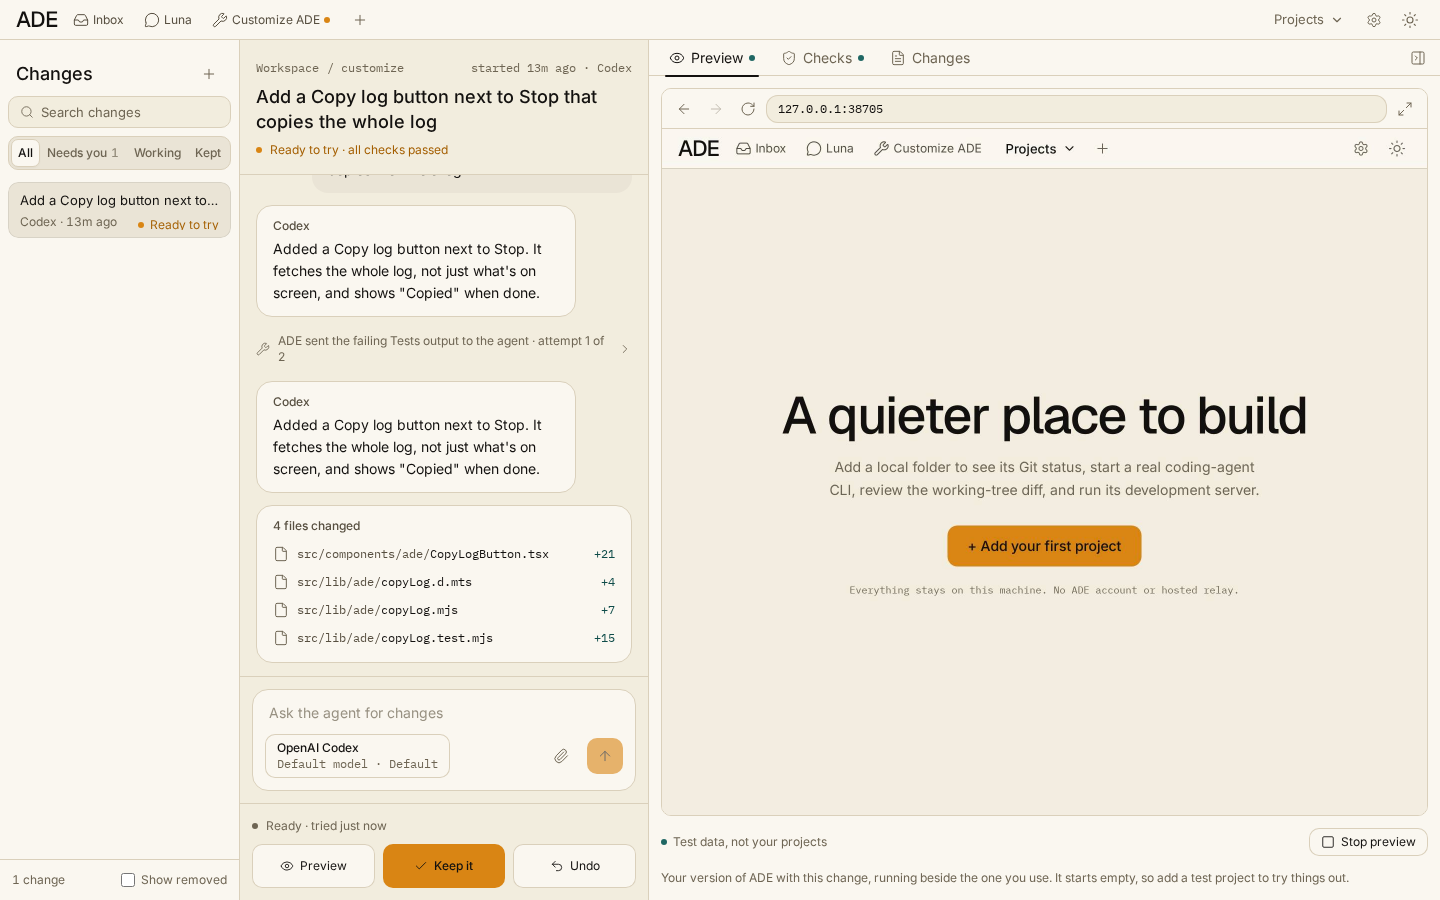 ADE
Inbox
Luna
Customize ADE
Projects
Changes
Search changes
All
Needs you 1
Working
Kept
Add a Copy log button next to...
Codex · 13m ago
Ready to try
1 change
Show removed
Workspace / customize
started 13m ago · Codex
Add a Copy log button next to Stop that
copies the whole log
Ready to try · all checks passed
Codex
Added a Copy log button next to Stop. It
fetches the whole log, not just what's on
screen, and shows "Copied" when done.
ADE sent the failing Tests output to the agent · attempt 1 of
2
Codex
Added a Copy log button next to Stop. It
fetches the whole log, not just what's on
screen, and shows "Copied" when done.
4 files changed
src/components/ade/CopyLogButton.tsx +21
src/lib/ade/copyLog.d.mts +4
src/lib/ade/copyLog.mjs +7
src/lib/ade/copyLog.test.mjs +15
Ask the agent for changes
OpenAI Codex
Default model · Default
Ready · tried just now
Preview
Keep it
Undo
Preview
Checks
Changes
127.0.0.1:38705
ADE
Inbox
Luna
Customize ADE
Projects
A quieter place to build
Add a local folder to see its Git status, start a real coding-agent
CLI, review the working-tree diff, and run its development server.
+ Add your first project
Everything stays on this machine. No ADE account or hosted relay.
Test data, not your projects
Stop preview
Your version of ADE with this change, running beside the one you use. It starts empty, so add a test project to try things out.